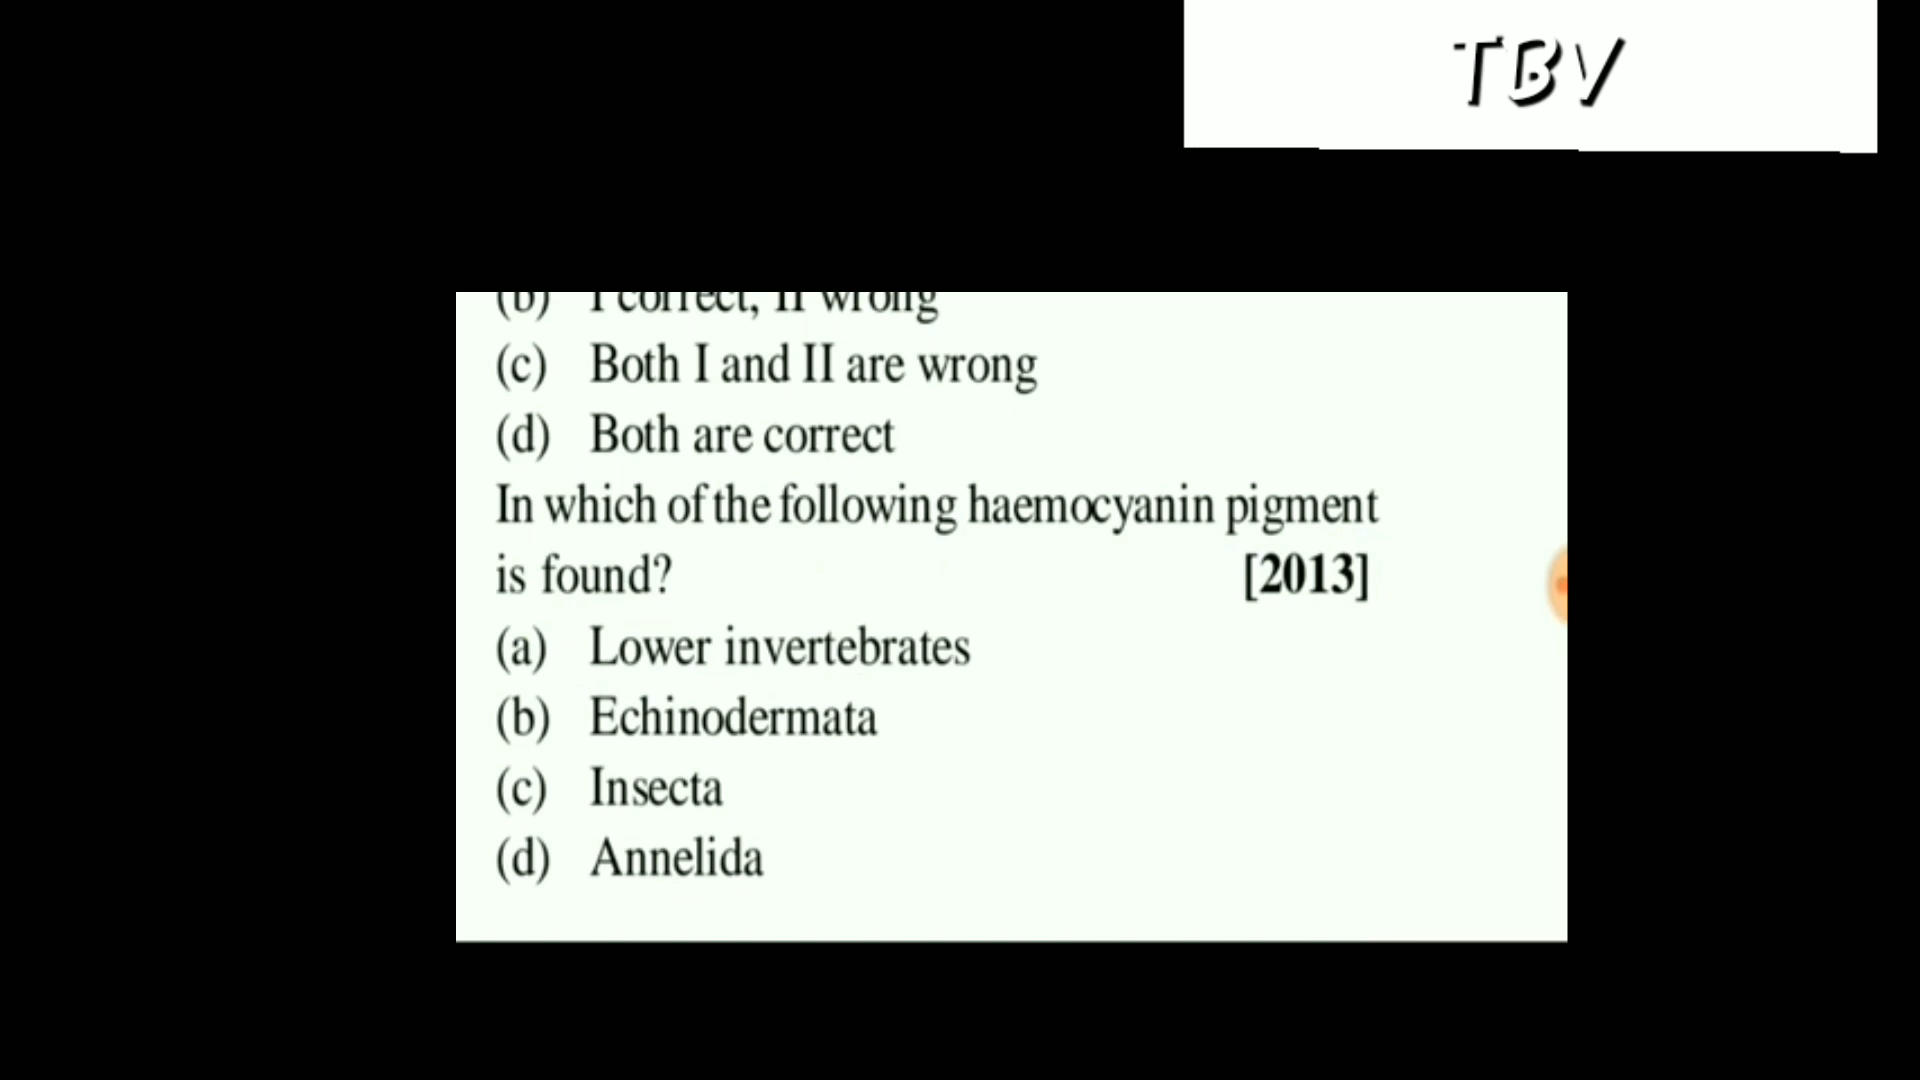 TBV
(b) I correct, II wrong
(c) Both I and II are wrong
(d) Both are correct
In which of the following haemocyanin pigment
is found? [2013]
(a) Lower invertebrates
(b) Echinodermata
(c) Insecta
(d) Annelida